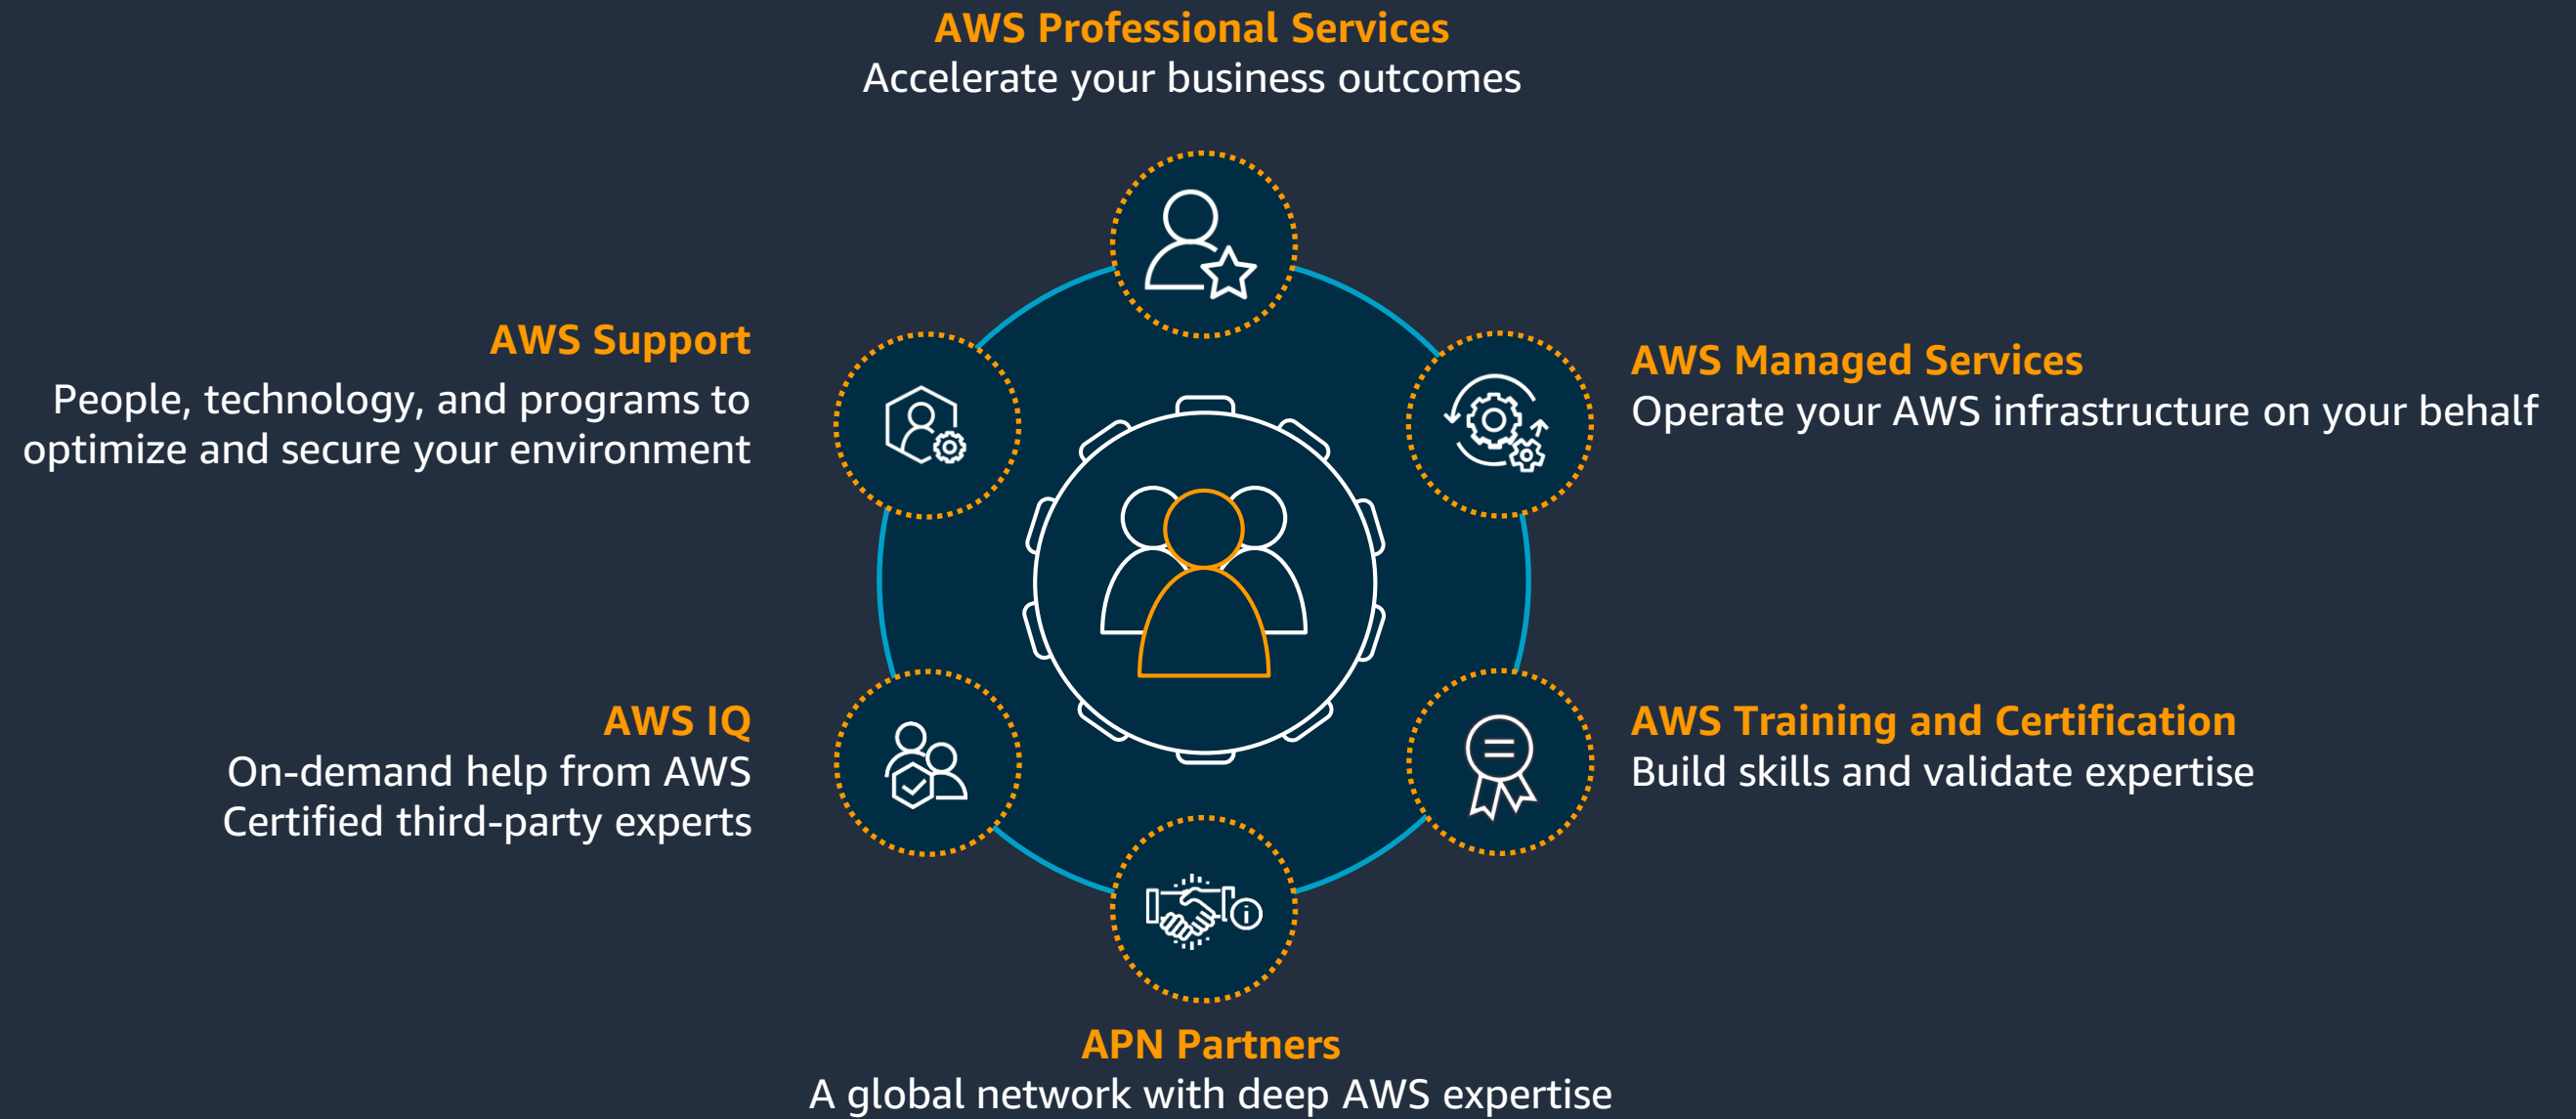 AWS Professional Services
Accelerate your business outcomes
AWS Support
People, technology, and programs to
optimize and secure your environment
AWS Managed Services
Operate your AWS infrastructure on your behalf
AWS IQ
On-demand help from AWS
Certified third-party experts
AWS Training and Certification
Build skills and validate expertise
APN Partners
A global network with deep AWS expertise